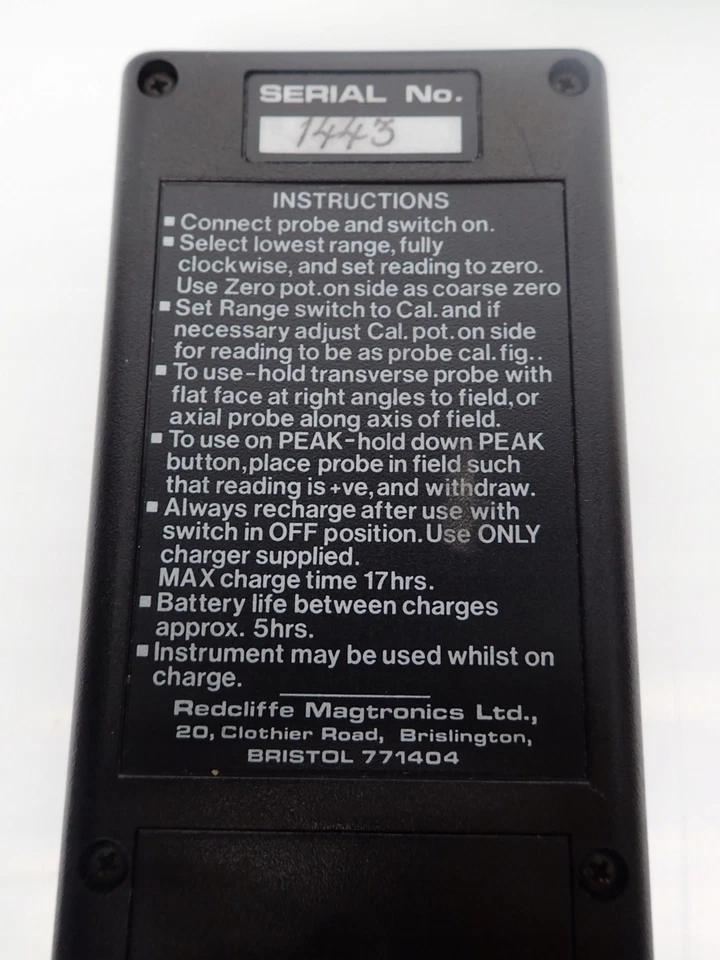 SERIAL No.
1443
INSTRUCTIONS
▪ Connect probe and switch on.
▪ Select lowest range, fully
clockwise, and set reading to zero.
Use Zero pot. on side as coarse zero
▪ Set Range switch to Cal. and if
necessary adjust Cal. pot. on side
for reading to be as probe cal. fig..
▪ To use-hold transverse probe with
flat face at right angles to field, or
axial probe along axis of field.
▪ To use on PEAK-hold down PEAK
button, place probe in field such
that reading is +ve, and withdraw.
▪ Always recharge after use with
switch in OFF position. Use ONLY
charger supplied.
MAX charge time 17hrs.
▪ Battery life between charges
approx. 5hrs.
▪ Instrument may be used whilst on
charge.
Redcliffe Magtronics Ltd.,
20, Clothier Road, Brislington,
BRISTOL 771404